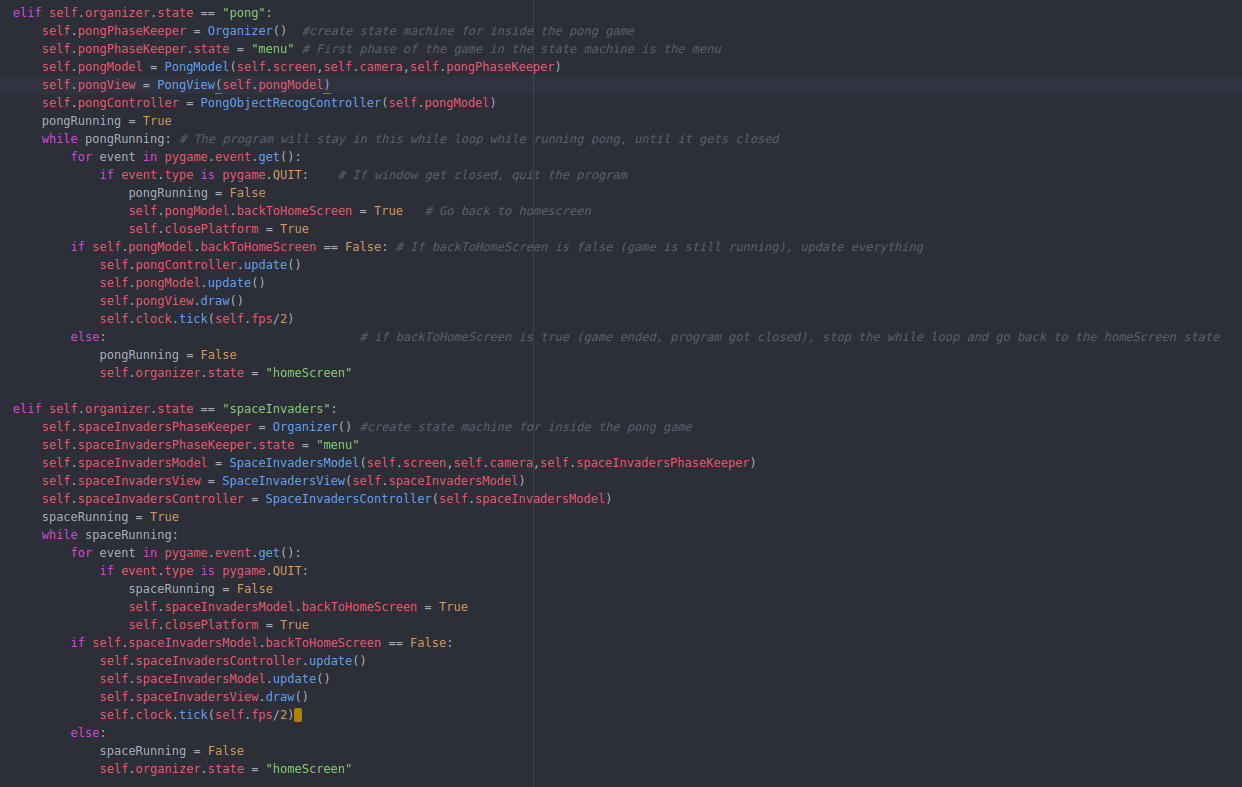 elif self.organizer.state == "pong":
    self.pongPhaseKeeper = Organizer()  #create state machine for inside the pong game
    self.pongPhaseKeeper.state = "menu" # First phase of the game in the state machine is the menu
    self.pongModel = PongModel(self.screen,self.camera,self.pongPhaseKeeper)
    self.pongView = PongView(self.pongModel)
    self.pongController = PongObjectRecogController(self.pongModel)
    pongRunning = True
    while pongRunning: # The program will stay in this while loop while running pong, until it gets closed
        for event in pygame.event.get():
            if event.type is pygame.QUIT:    # If window get closed, quit the program
                pongRunning = False
                self.pongModel.backToHomeScreen = True   # Go back to homescreen
                self.closePlatform = True
        if self.pongModel.backToHomeScreen == False: # If backToHomeScreen is false (game is still running), update everything
            self.pongController.update()
            self.pongModel.update()
            self.pongView.draw()
            self.clock.tick(self.fps/2)
        else:                                   # if backToHomeScreen is true (game ended, program got closed), stop the while loop and go back to the homeScreen state
            pongRunning = False
            self.organizer.state = "homeScreen"

elif self.organizer.state == "spaceInvaders":
    self.spaceInvadersPhaseKeeper = Organizer() #create state machine for inside the pong game
    self.spaceInvadersPhaseKeeper.state = "menu"
    self.spaceInvadersModel = SpaceInvadersModel(self.screen,self.camera,self.spaceInvadersPhaseKeeper)
    self.spaceInvadersView = SpaceInvadersView(self.spaceInvadersModel)
    self.spaceInvadersController = SpaceInvadersController(self.spaceInvadersModel)
    spaceRunning = True
    while spaceRunning:
        for event in pygame.event.get():
            if event.type is pygame.QUIT:
                spaceRunning = False
                self.spaceInvadersModel.backToHomeScreen = True
                self.closePlatform = True
        if self.spaceInvadersModel.backToHomeScreen == False:
            self.spaceInvadersController.update()
            self.spaceInvadersModel.update()
            self.spaceInvadersView.draw()
            self.clock.tick(self.fps/2)
        else:
            spaceRunning = False
            self.organizer.state = "homeScreen"